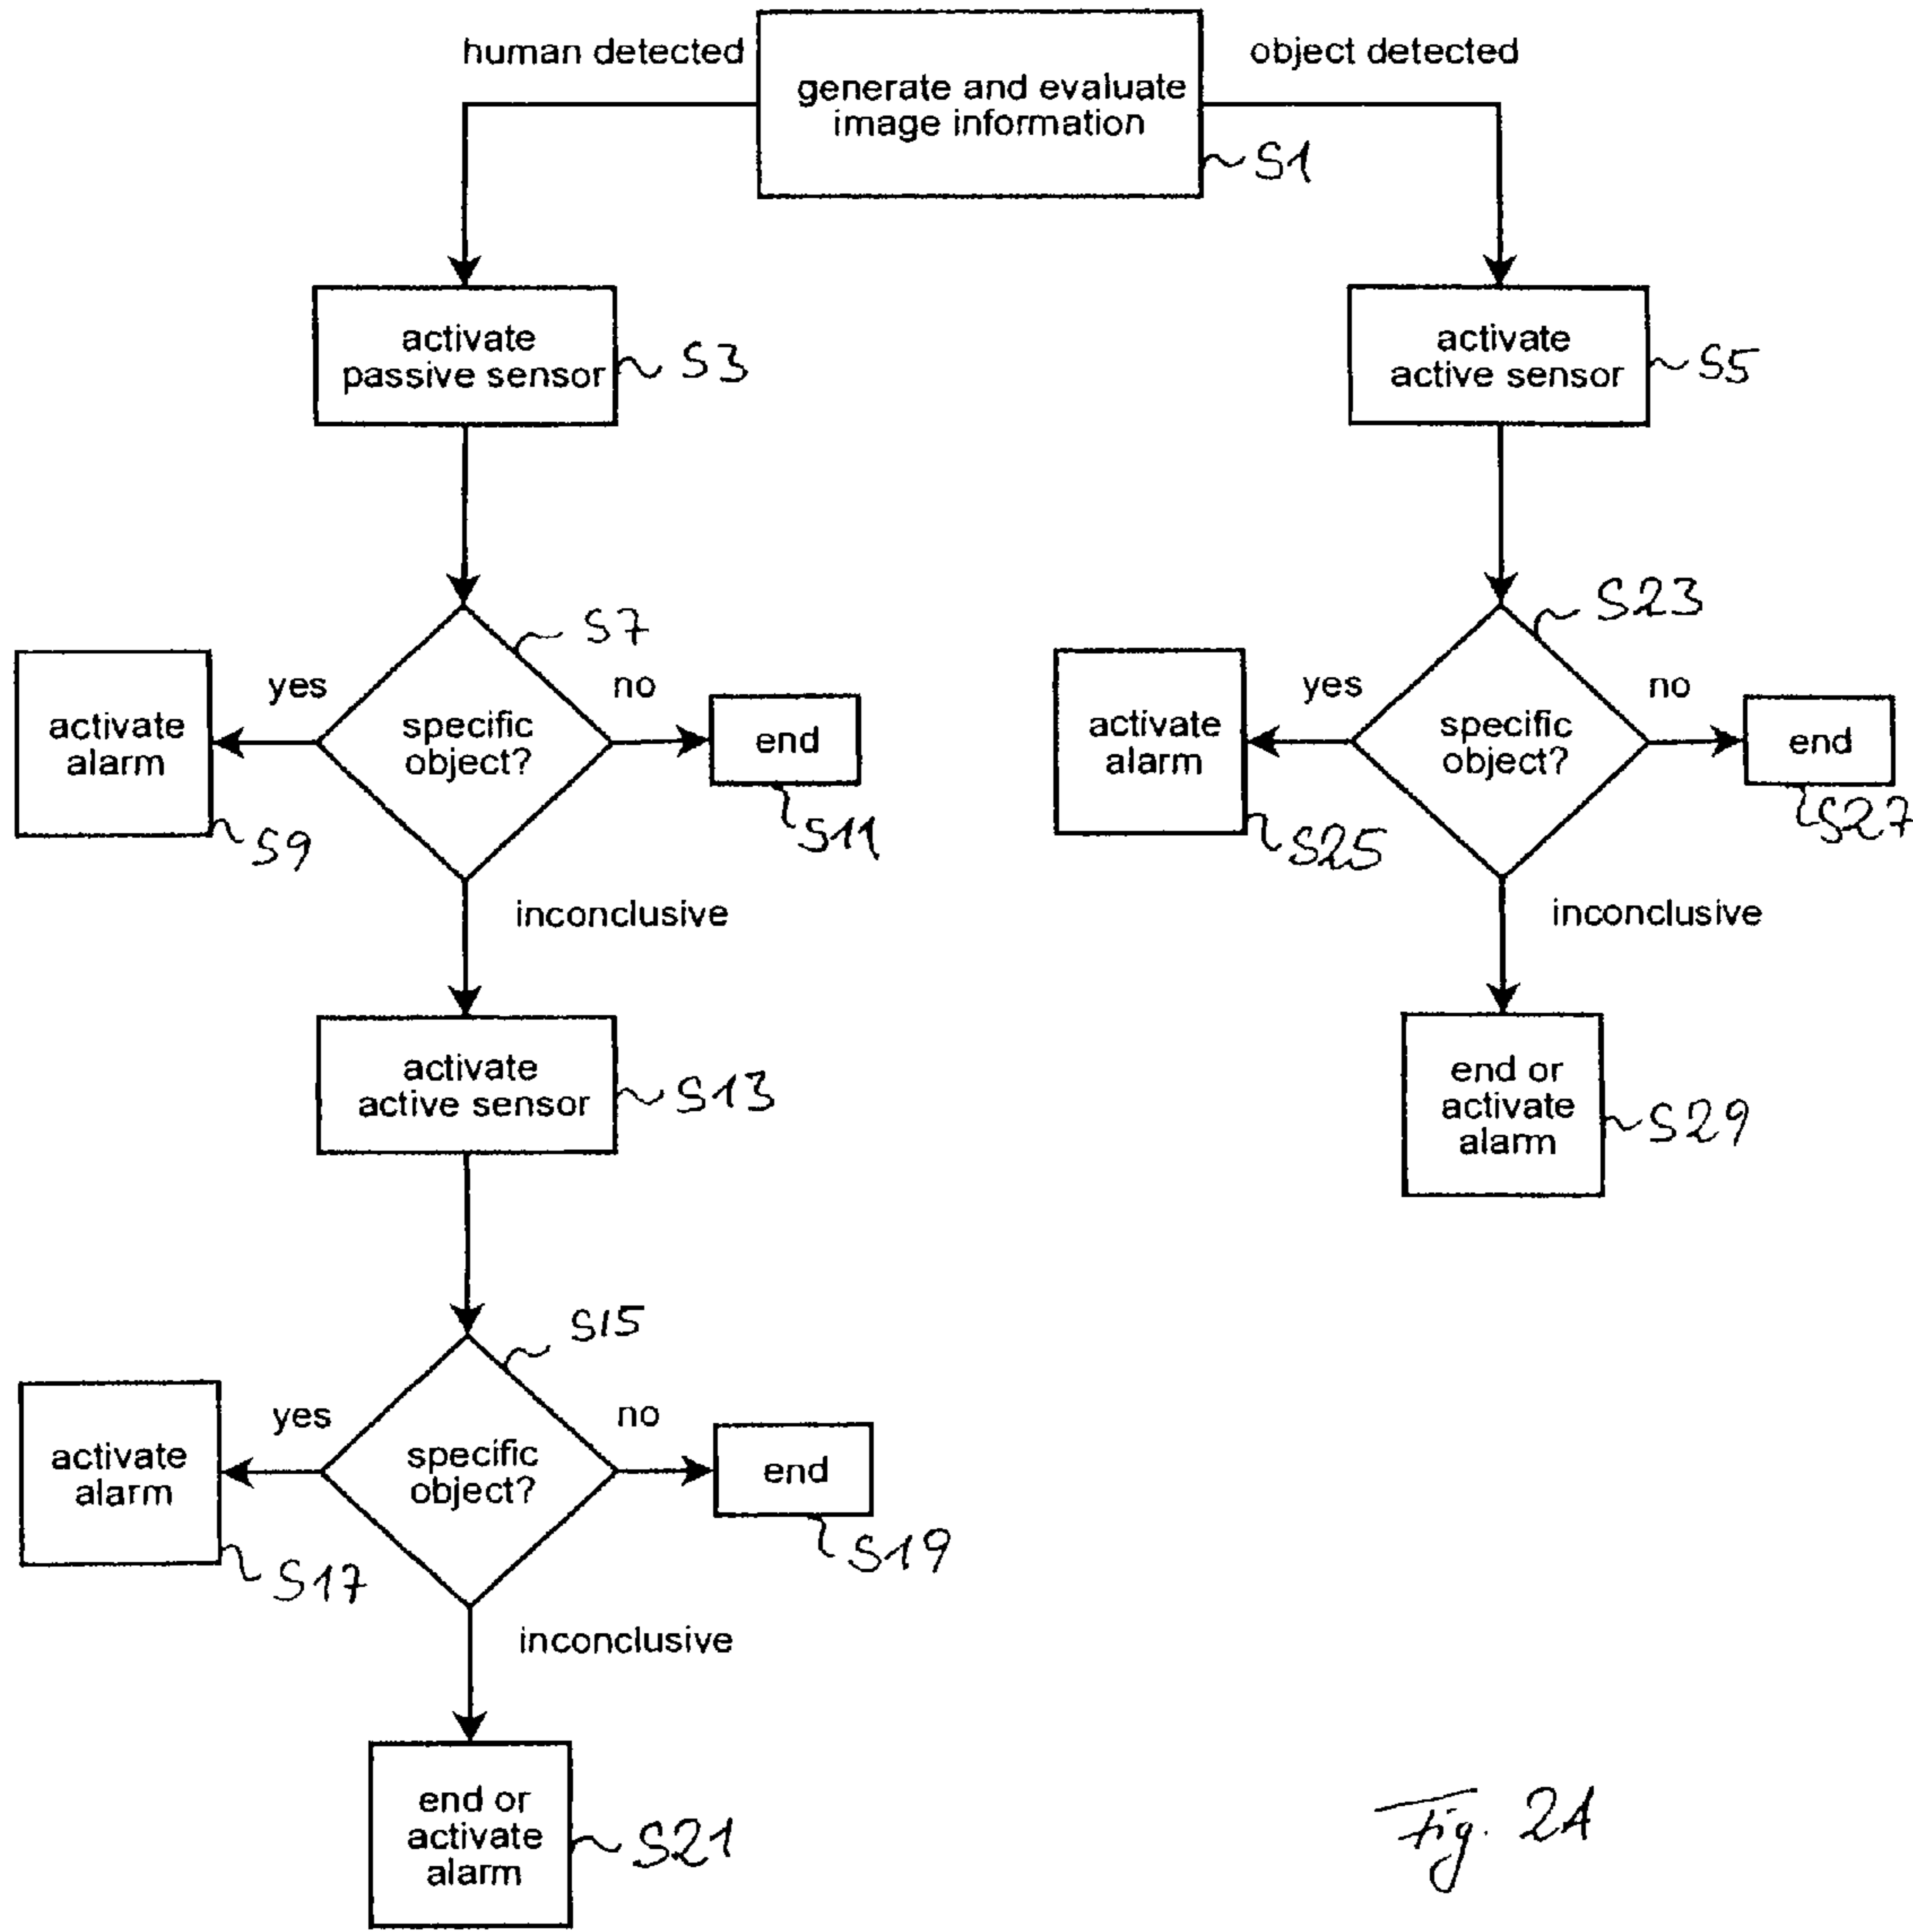 human detected
object detected
generate and evaluate
image information
S1
activate
passive sensor
S3
activate
active sensor
S5
S7
S23
yes
no
specific
object?
activate
alarm
S9
end
S11
yes
no
specific
object?
activate
alarm
S25
end
S27
inconclusive
inconclusive
activate
active sensor
S13
end or
activate
alarm
S29
S15
yes
no
specific
object?
activate
alarm
S17
end
S19
inconclusive
end or
activate
alarm
S21
Fig. 2A